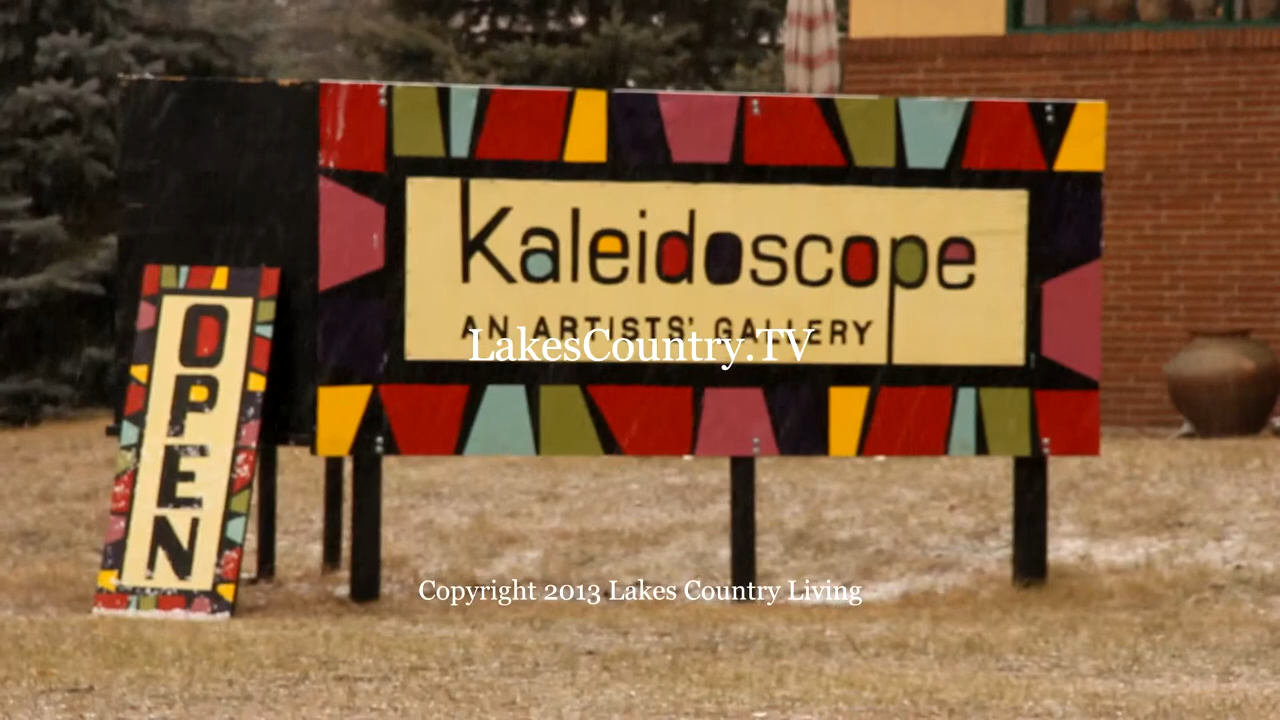 Kaleidoscope
AN ARTISTS' GALLERY
LakesCountry.TV
OPEN
Copyright 2013 Lakes Country Living